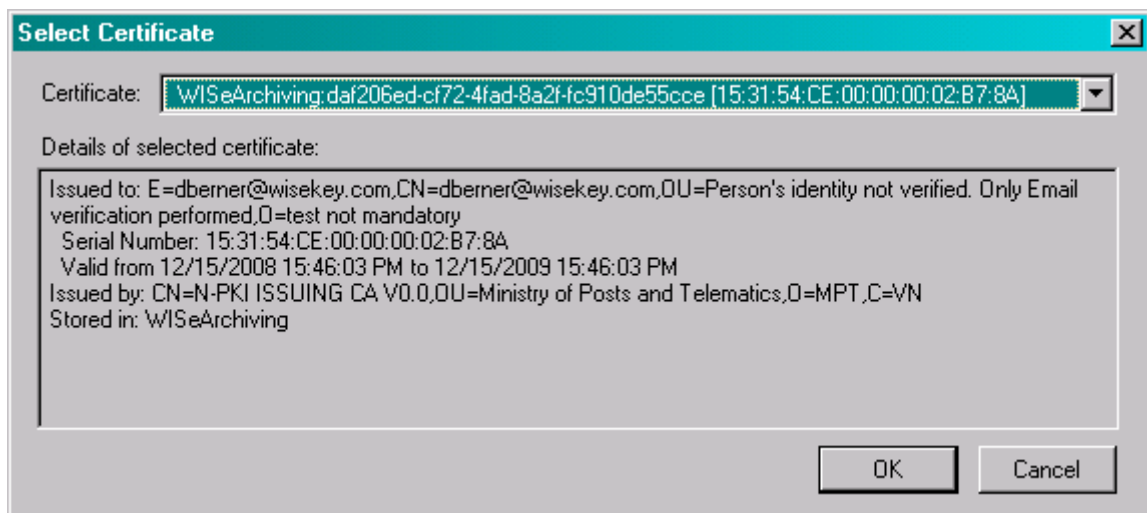 Select Certificate
Certificate: WISeArchiving:daf206ed-cf72-4fad-8a2f-fc910de55cce [15:31:54:CE:00:00:00:02:B7:8A]
Details of selected certificate:
Issued to: E=dberner@wisekey.com,CN=dberner@wisekey.com,OU=Person's identity not verified. Only Email
verification performed,O=test not mandatory
Serial Number: 15:31:54:CE:00:00:00:02:B7:8A
Valid from 12/15/2008 15:46:03 PM to 12/15/2009 15:46:03 PM
Issued by: CN=N-PKI ISSUING CA V0.0,OU=Ministry of Posts and Telematics,O=MPT,C=VN
Stored in: WISeArchiving
OK Cancel